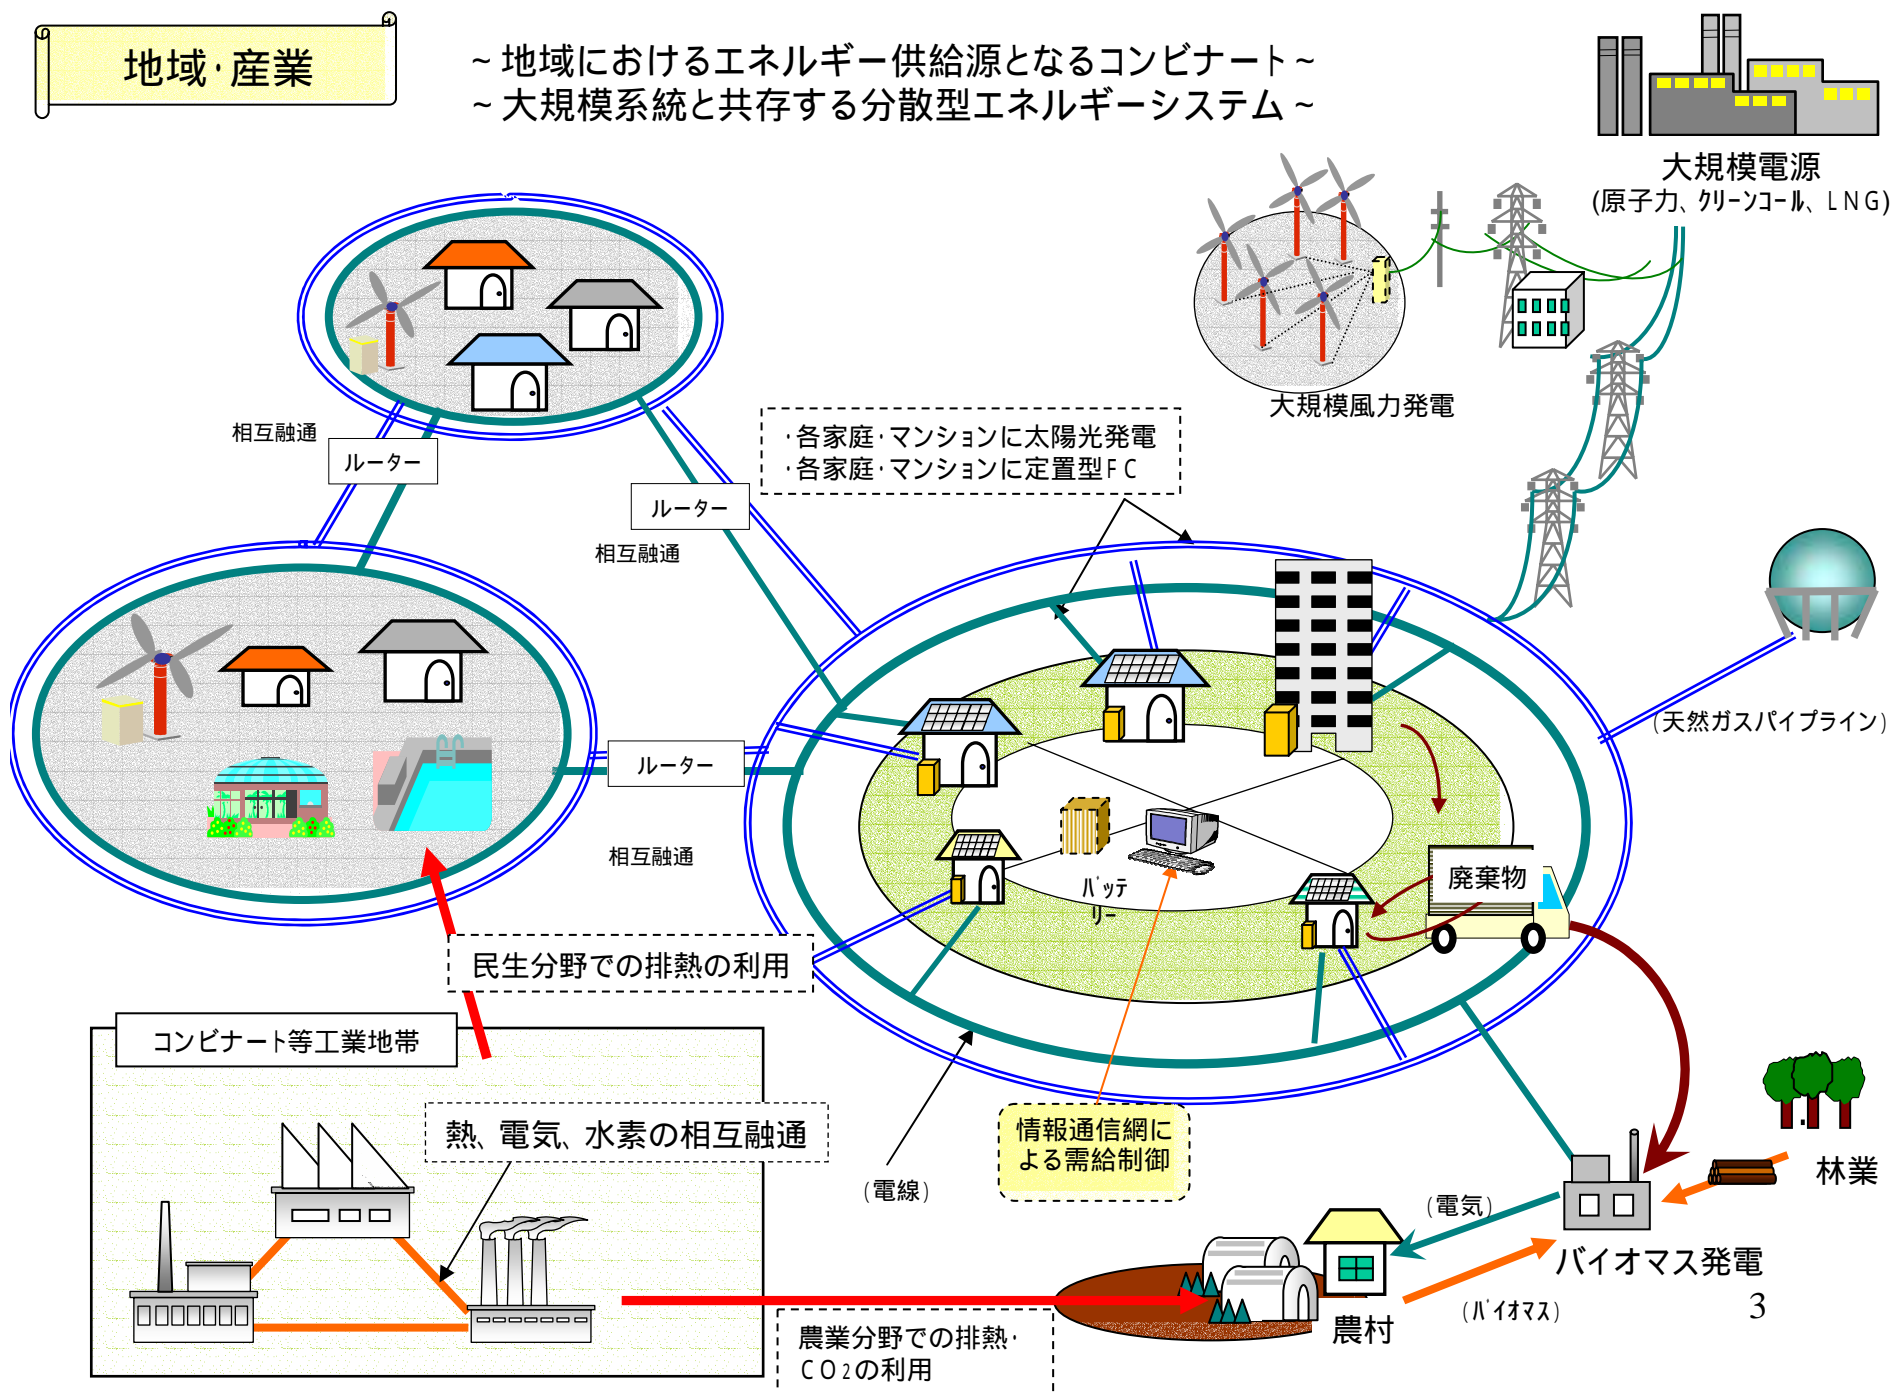 地域・産業
～地域におけるエネルギー供給源となるコンビナート～
～大規模系統と共存する分散型エネルギーシステム～
大規模電源
(原子力、クリーンコール、LNG)
大規模風力発電
相互融通
ルーター
・各家庭・マンションに太陽光発電
・各家庭・マンションに定置型FC
ルーター
相互融通
(天然ガスパイプライン)
ルーター
相互融通
バッテ
リー
廃棄物
民生分野での排熱の利用
コンビナート等工業地帯
熱、電気、水素の相互融通
情報通信網に
よる需給制御
(電線)
林業
(電気)
バイオマス発電
(バイオマス)
農村
農業分野での排熱・
CO2の利用
3